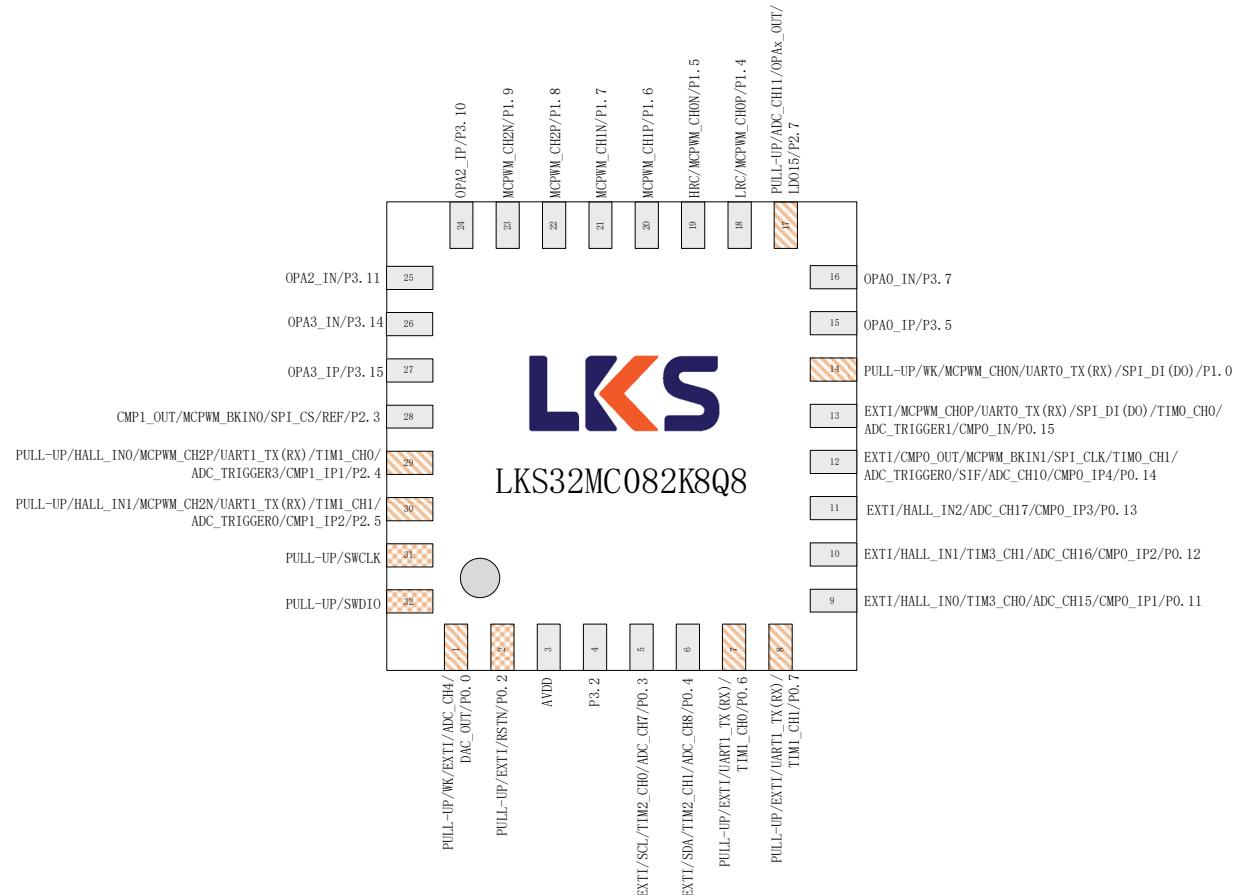 OPA2_IP/P3.10
24
MCPWM_CH2N/P1.9
23
MCPWM_CH2P/P1.8
22
MCPWM_CH1N/P1.7
21
MCPWM_CH1P/P1.6
20
HRC/MCPWM_CH0N/P1.5
19
LRC/MCPWM_CH0P/P1.4
18
PULL-UP/ADC_CH11/OPAx_OUT/
LDO15/P2.7
17
OPA2_IN/P3.11 25
OPA3_IN/P3.14 26
OPA3_IP/P3.15 27
CMP1_OUT/MCPWM_BKIN0/SPI_CS/REF/P2.3 28
PULL-UP/HALL_IN0/MCPWM_CH2P/UART1_TX(RX)/TIM1_CH0/
ADC_TRIGGER3/CMP1_IP1/P2.4
29
PULL-UP/HALL_IN1/MCPWM_CH2N/UART1_TX(RX)/TIM1_CH1/
ADC_TRIGGER0/CMP1_IP2/P2.5
30
PULL-UP/SWCLK 31
PULL-UP/SWDIO 32
LKS
LKS32MC082K8Q8
16 OPA0_IN/P3.7
15 OPA0_IP/P3.5
14 PULL-UP/WK/MCPWM_CH0N/UART0_TX(RX)/SPI_DI(DO)/P1.0
13
EXTI/MCPWM_CH0P/UART0_TX(RX)/SPI_DI(DO)/TIM0_CH0/
ADC_TRIGGER1/CMP0_IN/P0.15
12
EXTI/CMP0_OUT/MCPWM_BKIN1/SPI_CLK/TIM0_CH1/
ADC_TRIGGER0/SIF/ADC_CH10/CMP0_IP4/P0.14
11 EXTI/HALL_IN2/ADC_CH17/CMP0_IP3/P0.13
10 EXTI/HALL_IN1/TIM3_CH1/ADC_CH16/CMP0_IP2/P0.12
9 EXTI/HALL_IN0/TIM3_CH0/ADC_CH15/CMP0_IP1/P0.11
1
PULL-UP/WK/EXTI/ADC_CH4/
DAC_OUT/P0.0
2
PULL-UP/EXTI/RSTN/P0.2
3
AVDD
4
P3.2
5
EXTI/SCL/TIM2_CH0/ADC_CH7/P0.3
6
EXTI/SDA/TIM2_CH1/ADC_CH8/P0.4
7
PULL-UP/EXTI/UART1_TX(RX)/
TIM1_CH0/P0.6
8
PULL-UP/EXTI/UART1_TX(RX)/
TIM1_CH1/P0.7